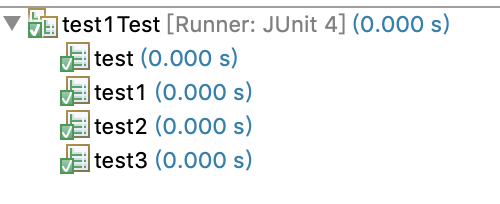 test1Test [Runner: JUnit 4] (0.000 s)
test (0.000 s)
test1 (0.000 s)
test2 (0.000 s)
test3 (0.000 s)